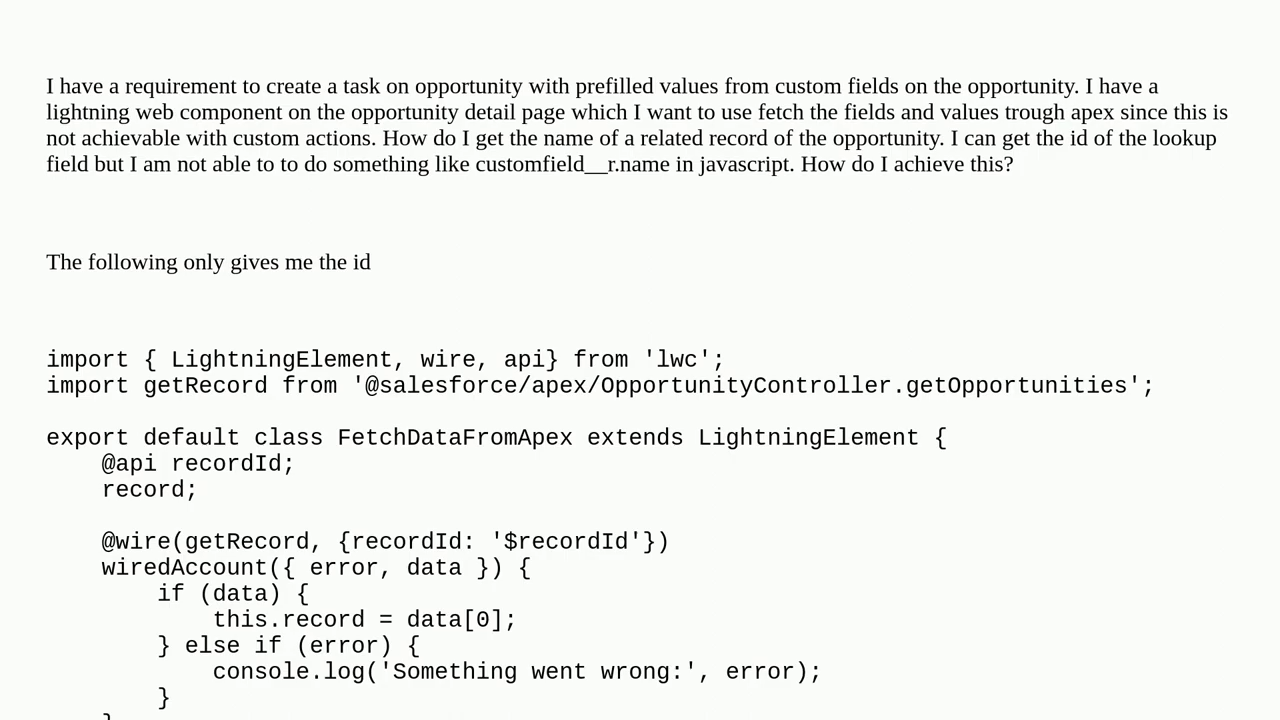 I have a requirement to create a task on opportunity with prefilled values from custom fields on the opportunity. I have a
lightning web component on the opportunity detail page which I want to use fetch the fields and values trough apex since this is
not achievable with custom actions. How do I get the name of a related record of the opportunity. I can get the id of the lookup
field but I am not able to to do something like customfield__r.name in javascript. How do I achieve this?
The following only gives me the id
import { LightningElement, wire, api} from 'lwc';
import getRecord from '@salesforce/apex/OpportunityController.getOpportunities';
export default class FetchDataFromApex extends LightningElement {
    @api recordId;
    record;
    @wire(getRecord, {recordId: '$recordId'})
    wiredAccount({ error, data }) {
        if (data) {
            this.record = data[0];
        } else if (error) {
            console.log('Something went wrong:', error);
        }
    }